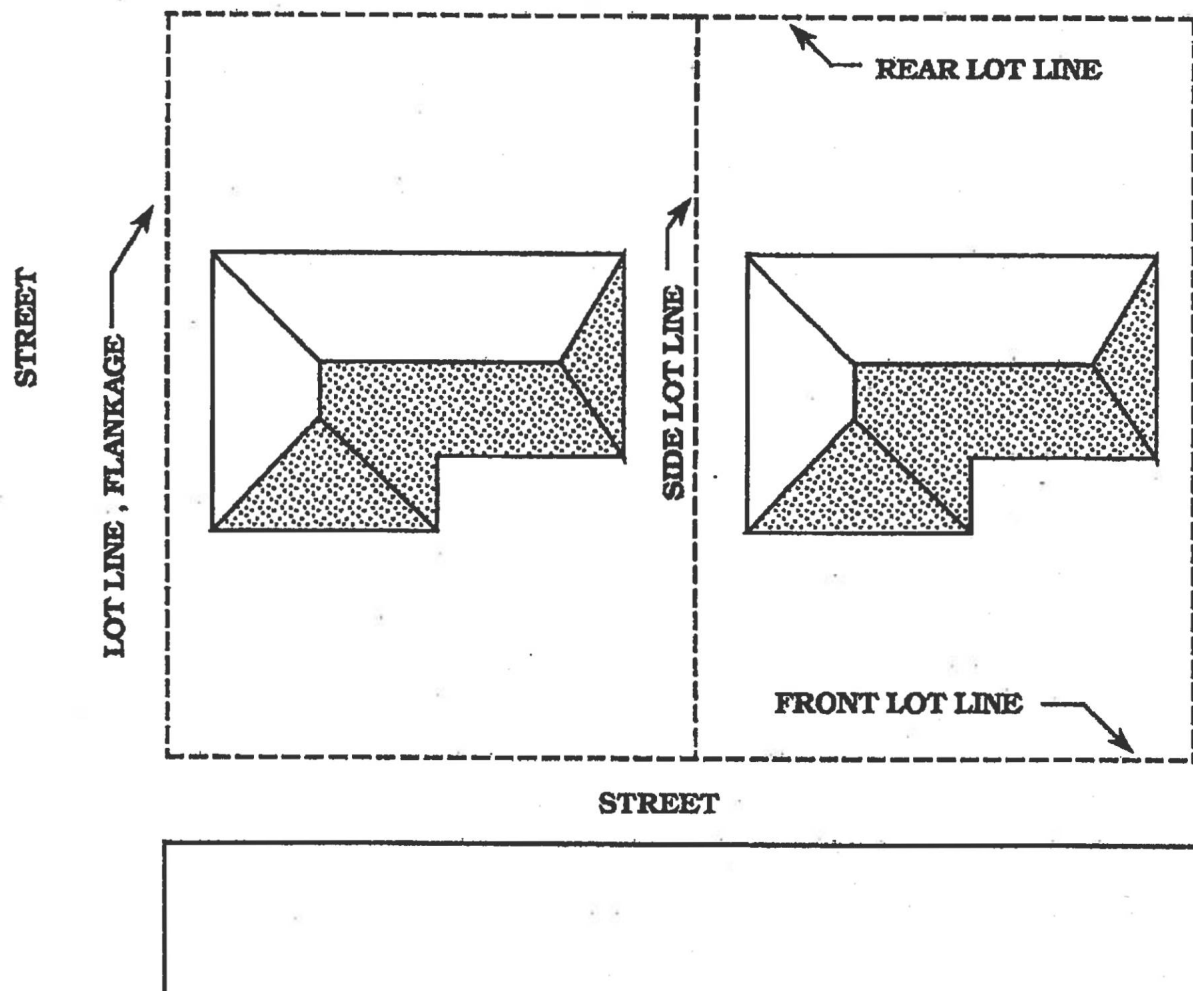 REAR LOT LINE
STREET
LOT LINE , FLANKAGE
SIDE LOT LINE
FRONT LOT LINE
STREET